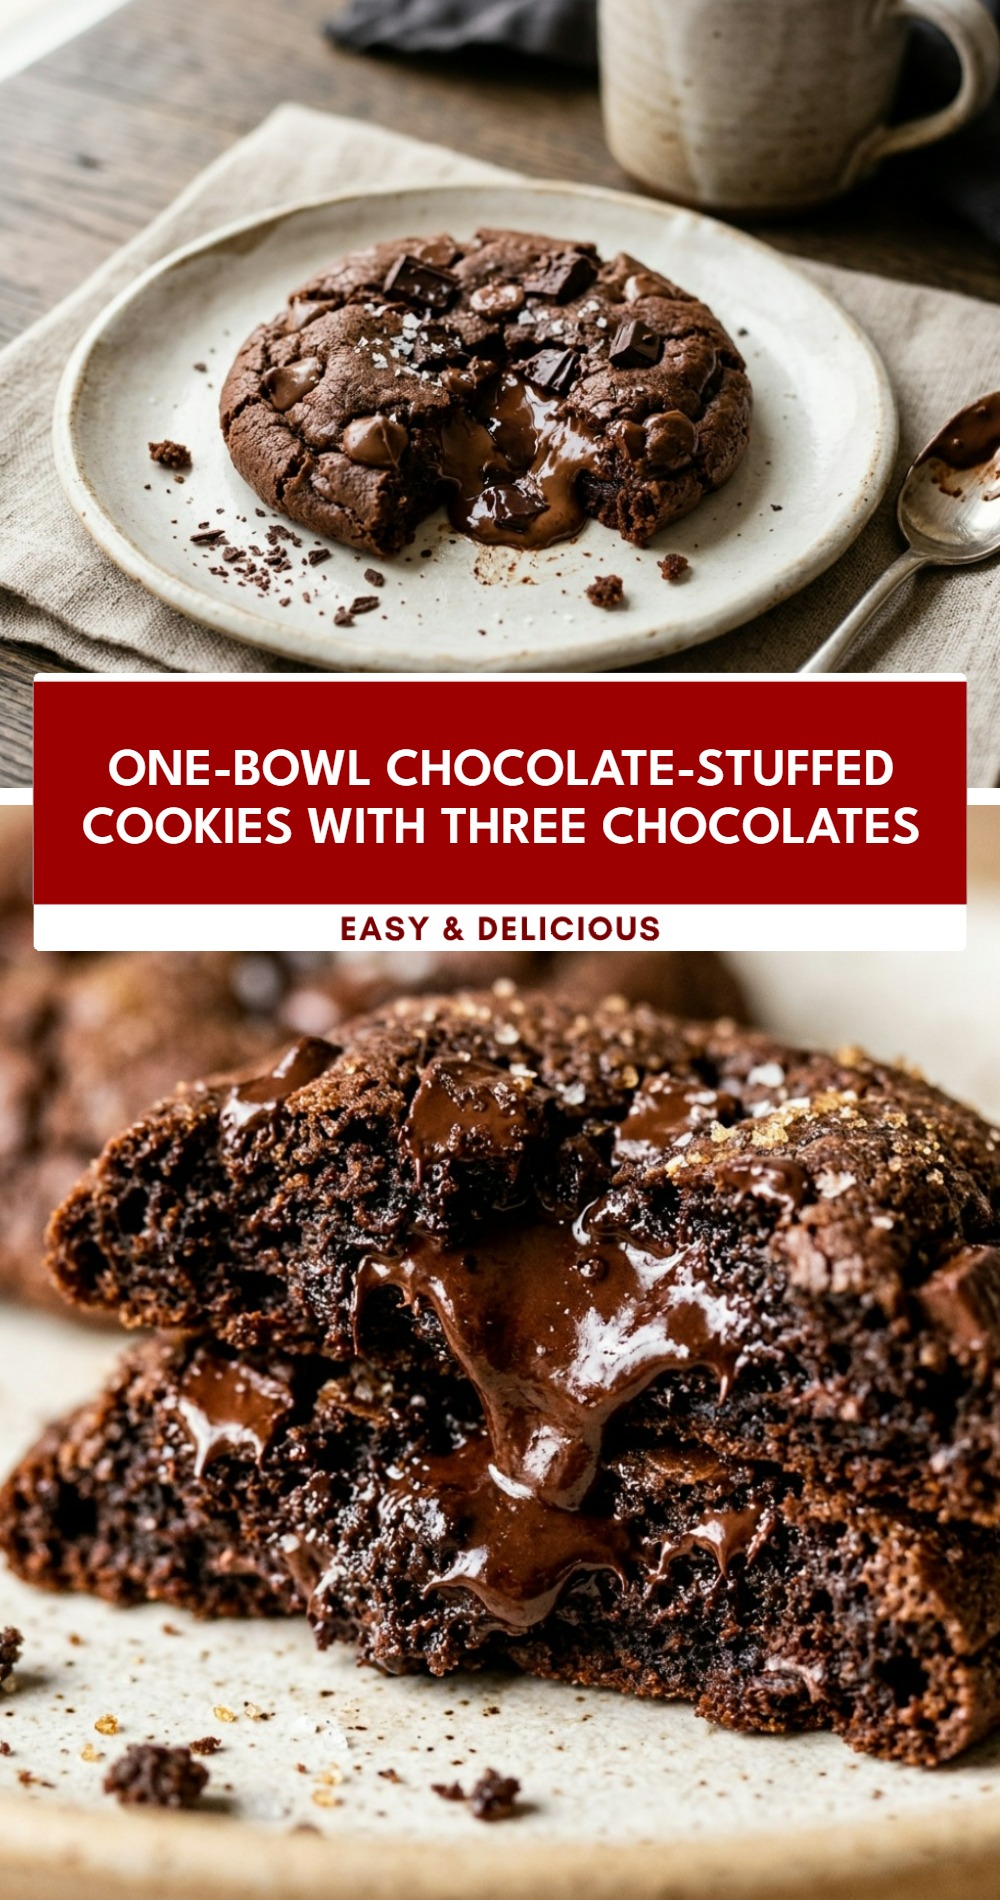 ONE-BOWL CHOCOLATE-STUFFED
COOKIES WITH THREE CHOCOLATES
EASY & DELICIOUS